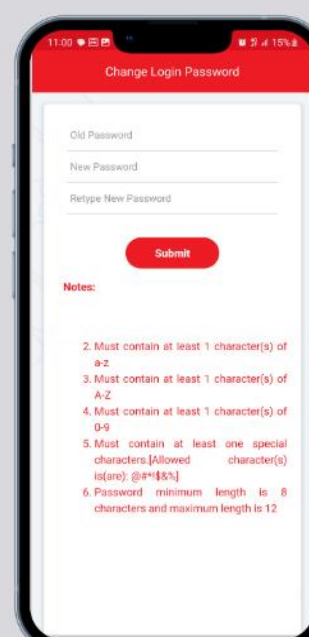 11:00
15%
Change Login Password
Old Password
New Password
Retype New Password
Submit
Notes:
2. Must contain at least 1 character(s) of
a-z
3. Must contain at least 1 character(s) of
A-Z
4. Must contain at least 1 character(s) of
0-9
5. Must contain at least one special
characters.[Allowed character(s)
is(are): @#*!$&%]
6. Password minimum length is 8
characters and maximum length is 12